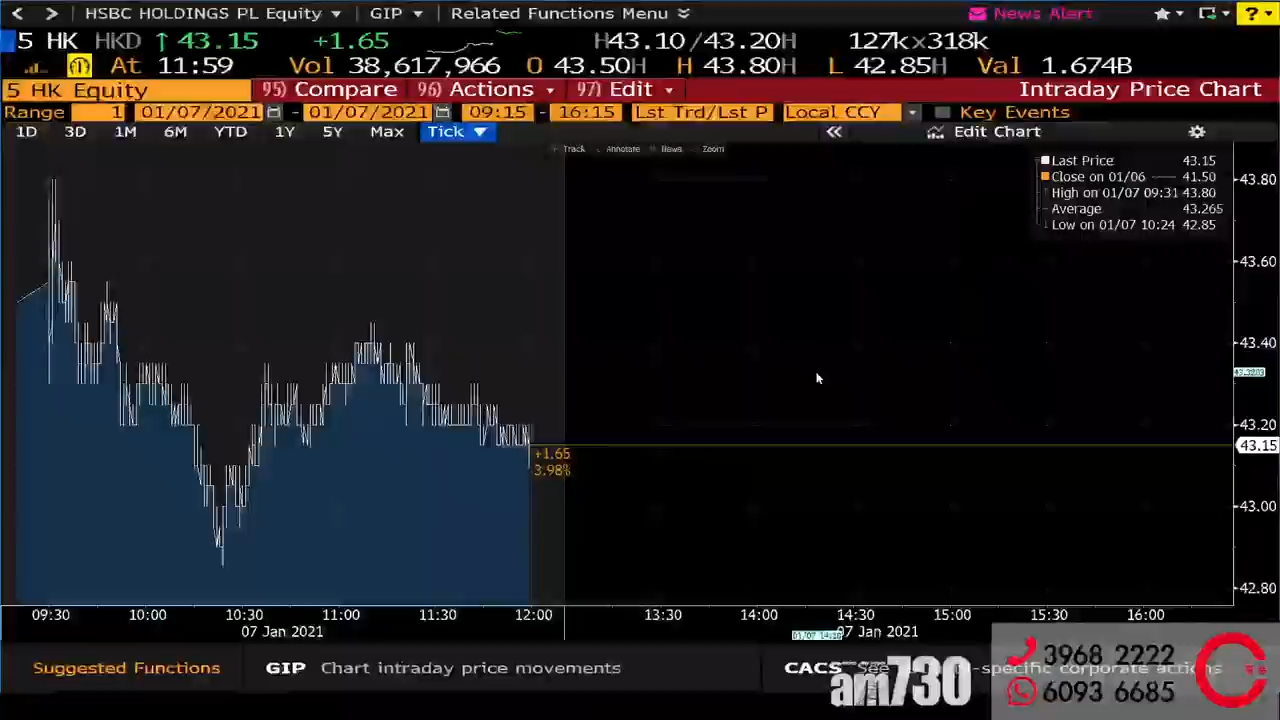 < > HSBC HOLDINGS PL Equity ▾ GIP ▾ Related Functions Menu News Alert ?
5 HK HKD ↑ 43.15 +1.65 H43.10/43.20H 127k×318k
At 11:59 Vol 38,617,966 O 43.50H H 43.80H L 42.85H Val 1.674B
5 HK Equity 95) Compare 96) Actions 97) Edit Intraday Price Chart
Range 1 01/07/2021 - 01/07/2021 09:15 - 16:15 Lst Trd/Lst P Local CCY Key Events
1D 3D 1M 6M YTD 1Y 5Y Max Tick ▼ « Edit Chart
Track Annotate News Zoom
Last Price 43.15
Close on 01/06 41.50
High on 01/07 09:31 43.80
Average 43.265
Low on 01/07 10:24 42.85
43.80
43.60
43.40
43.20
43.15
43.00
42.80
+1.65
3.98%
09:30 10:00 10:30 11:00 11:30 12:00 13:30 14:00 14:30 15:00 15:30 16:00
07 Jan 2021 07 Jan 2021
Suggested Functions GIP Chart intraday price movements CACS See -specific corporate actions
am730
3968 2222
6093 6685